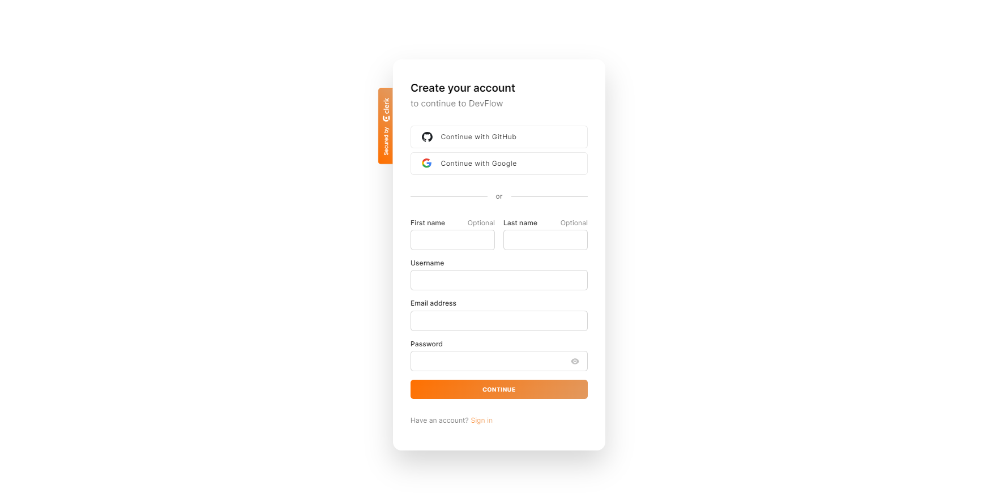 Create your account
to continue to DevFlow
Secured by clerk
Continue with GitHub
Continue with Google
or
First name Optional Last name Optional
Username
Email address
Password
CONTINUE
Have an account? Sign in